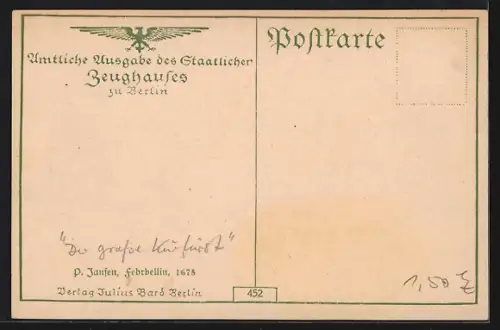 Amtliche Ausgabe des Staatlichen
Zeughauses
zu Berlin
Postkarte
"Der große Kurfürst"
P. Janssen, Fehrbellin, 1675
Verlag Julius Bard Berlin
452
1,50